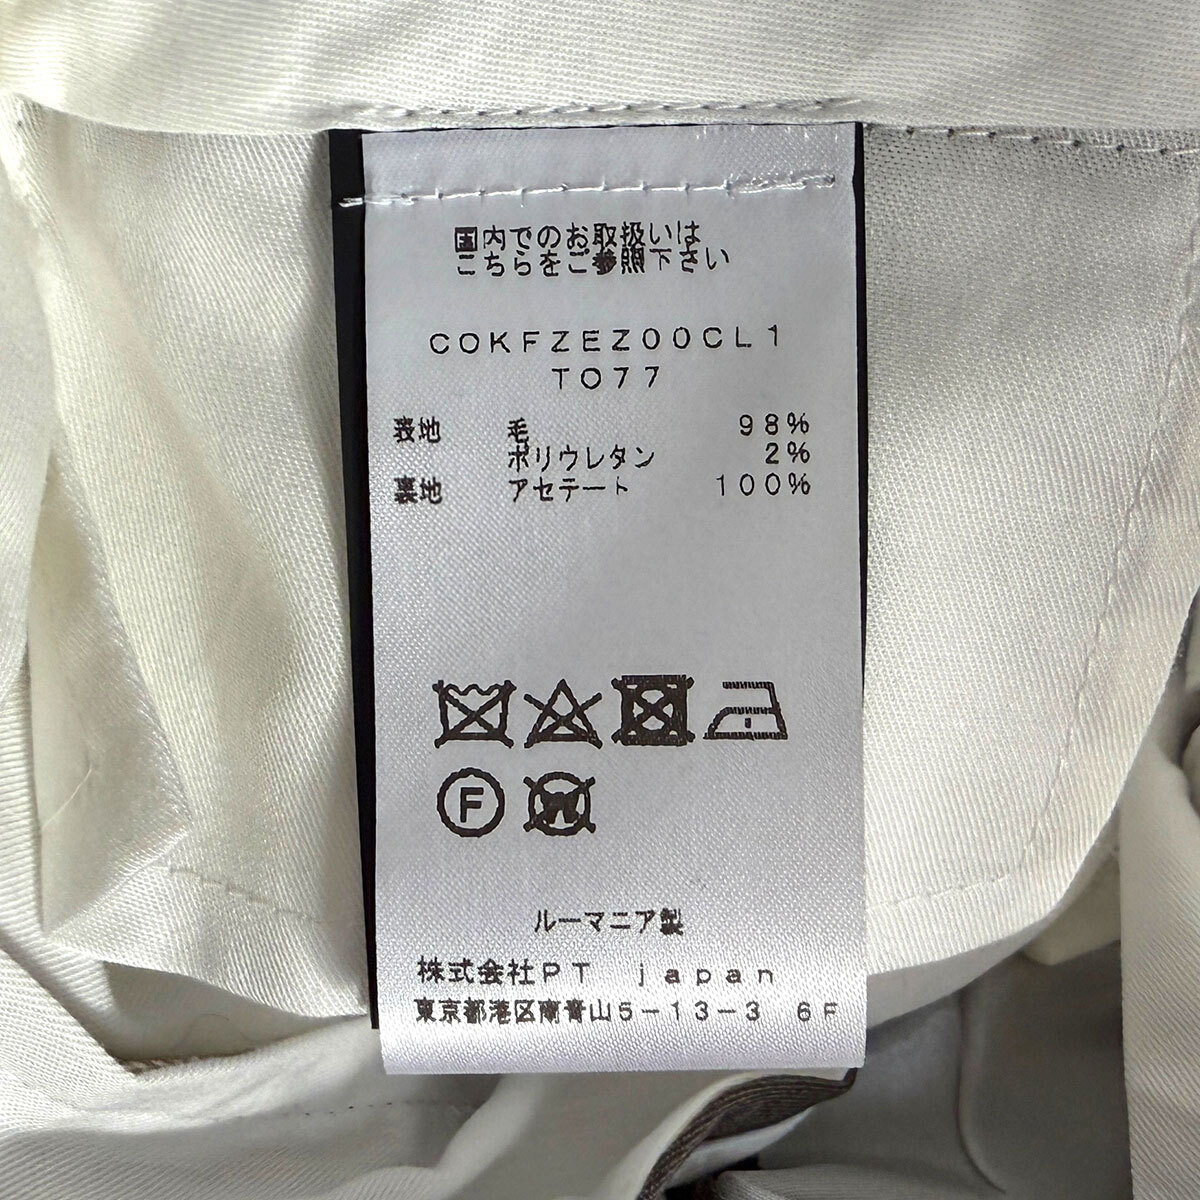 国内でのお取扱いは
こちらをご参照下さい
COKFZEZ00CL1
TO77
表地 毛 98%
ポリウレタン 2%
裏地 アセテート 100%
F
W
ルーマニア製
株式会社PT japan
東京都港区南青山5-13-3 6F